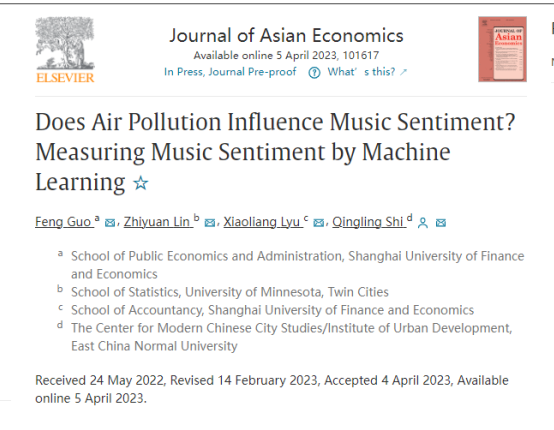 Journal of Asian Economics
Available online 5 April 2023, 101617
In Press, Journal Pre-proof ? What's this? ↗
ELSEVIER
JOURNAL OF
Asian
Economics
Does Air Pollution Influence Music Sentiment?
Measuring Music Sentiment by Machine
Learning ☆
Feng Guo a, Zhiyuan Lin b, Xiaoliang Lyu c, Qingling Shi d
a School of Public Economics and Administration, Shanghai University of Finance
and Economics
b School of Statistics, University of Minnesota, Twin Cities
c School of Accountancy, Shanghai University of Finance and Economics
d The Center for Modern Chinese City Studies/Institute of Urban Development,
East China Normal University
Received 24 May 2022, Revised 14 February 2023, Accepted 4 April 2023, Available
online 5 April 2023.